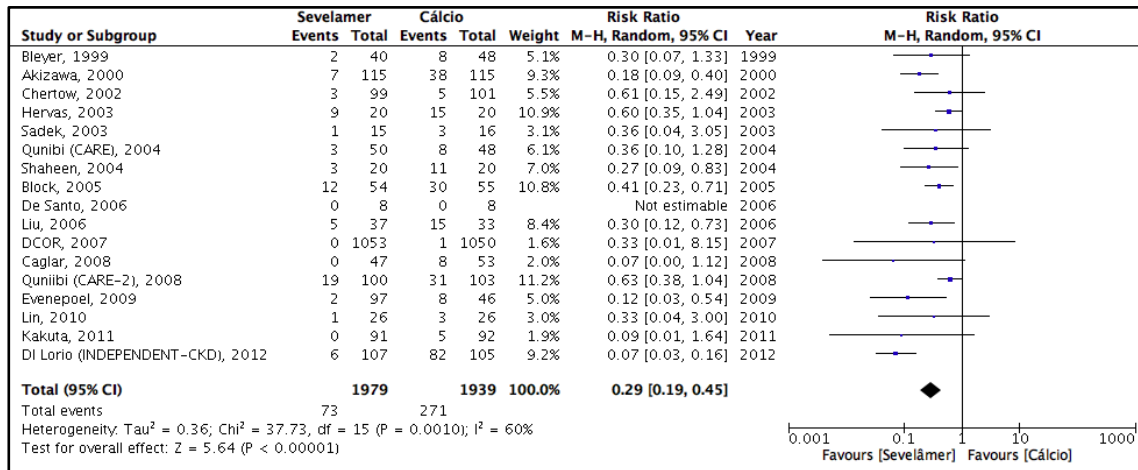 Sevelamer Cálcio Risk Ratio Risk Ratio
Study or Subgroup Events Total Events Total Weight M-H, Random, 95% CI Year M-H, Random, 95% CI
Bleyer, 1999 2 40 8 48 5.1% 0.30 [0.07, 1.33] 1999
Akizawa, 2000 7 115 38 115 9.3% 0.18 [0.09, 0.40] 2000
Chertow, 2002 3 99 5 101 5.5% 0.61 [0.15, 2.49] 2002
Hervas, 2003 9 20 15 20 10.9% 0.60 [0.35, 1.04] 2003
Sadek, 2003 1 15 3 16 3.1% 0.36 [0.04, 3.05] 2003
Qunibi (CARE), 2004 3 50 8 48 6.1% 0.36 [0.10, 1.28] 2004
Shaheen, 2004 3 20 11 20 7.0% 0.27 [0.09, 0.83] 2004
Block, 2005 12 54 30 55 10.8% 0.41 [0.23, 0.71] 2005
De Santo, 2006 0 8 0 8 Not estimable 2006
Liu, 2006 5 37 15 33 8.4% 0.30 [0.12, 0.73] 2006
DCOR, 2007 0 1053 1 1050 1.6% 0.33 [0.01, 8.15] 2007
Caglar, 2008 0 47 8 53 2.0% 0.07 [0.00, 1.12] 2008
Quniibi (CARE-2), 2008 19 100 31 103 11.2% 0.63 [0.38, 1.04] 2008
Evenepoel, 2009 2 97 8 46 5.0% 0.12 [0.03, 0.54] 2009
Lin, 2010 1 26 3 26 3.0% 0.33 [0.04, 3.00] 2010
Kakuta, 2011 0 91 5 92 1.9% 0.09 [0.01, 1.64] 2011
DI Lorio (INDEPENDENT-CKD), 2012 6 107 82 105 9.2% 0.07 [0.03, 0.16] 2012
Total (95% CI) 1979 1939 100.0% 0.29 [0.19, 0.45]
Total events 73 271
Heterogeneity: Tau² = 0.36; Chi² = 37.73, df = 15 (P = 0.0010); I² = 60%
Test for overall effect: Z = 5.64 (P < 0.00001)
0.001 0.1 1 10 1000
Favours [Sevelâmer] Favours [Cálcio]